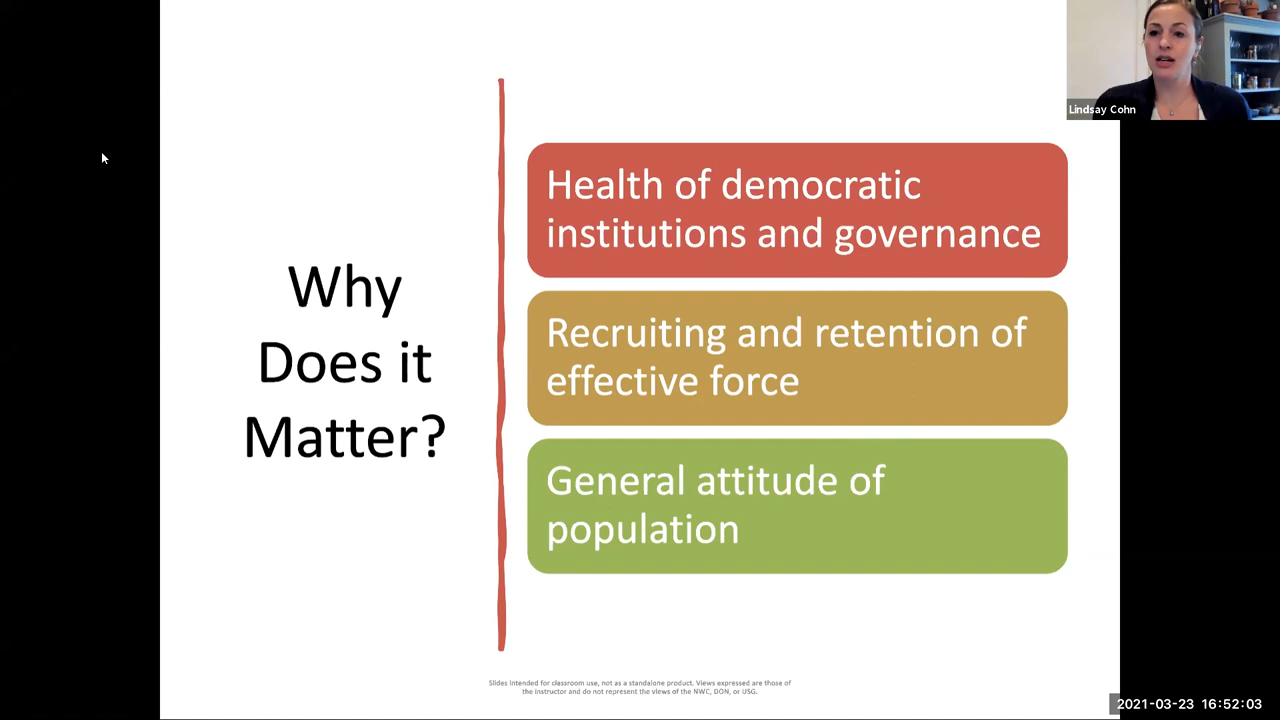 Lindsay Cohn
Why
Does it
Matter?
Health of democratic
institutions and governance
Recruiting and retention of
effective force
General attitude of
population
Slides intended for classroom use, not as a standalone product. Views expressed are those of
the instructor and do not represent the views of the NWC, DON, or USG.
2021-03-23 16:52:03